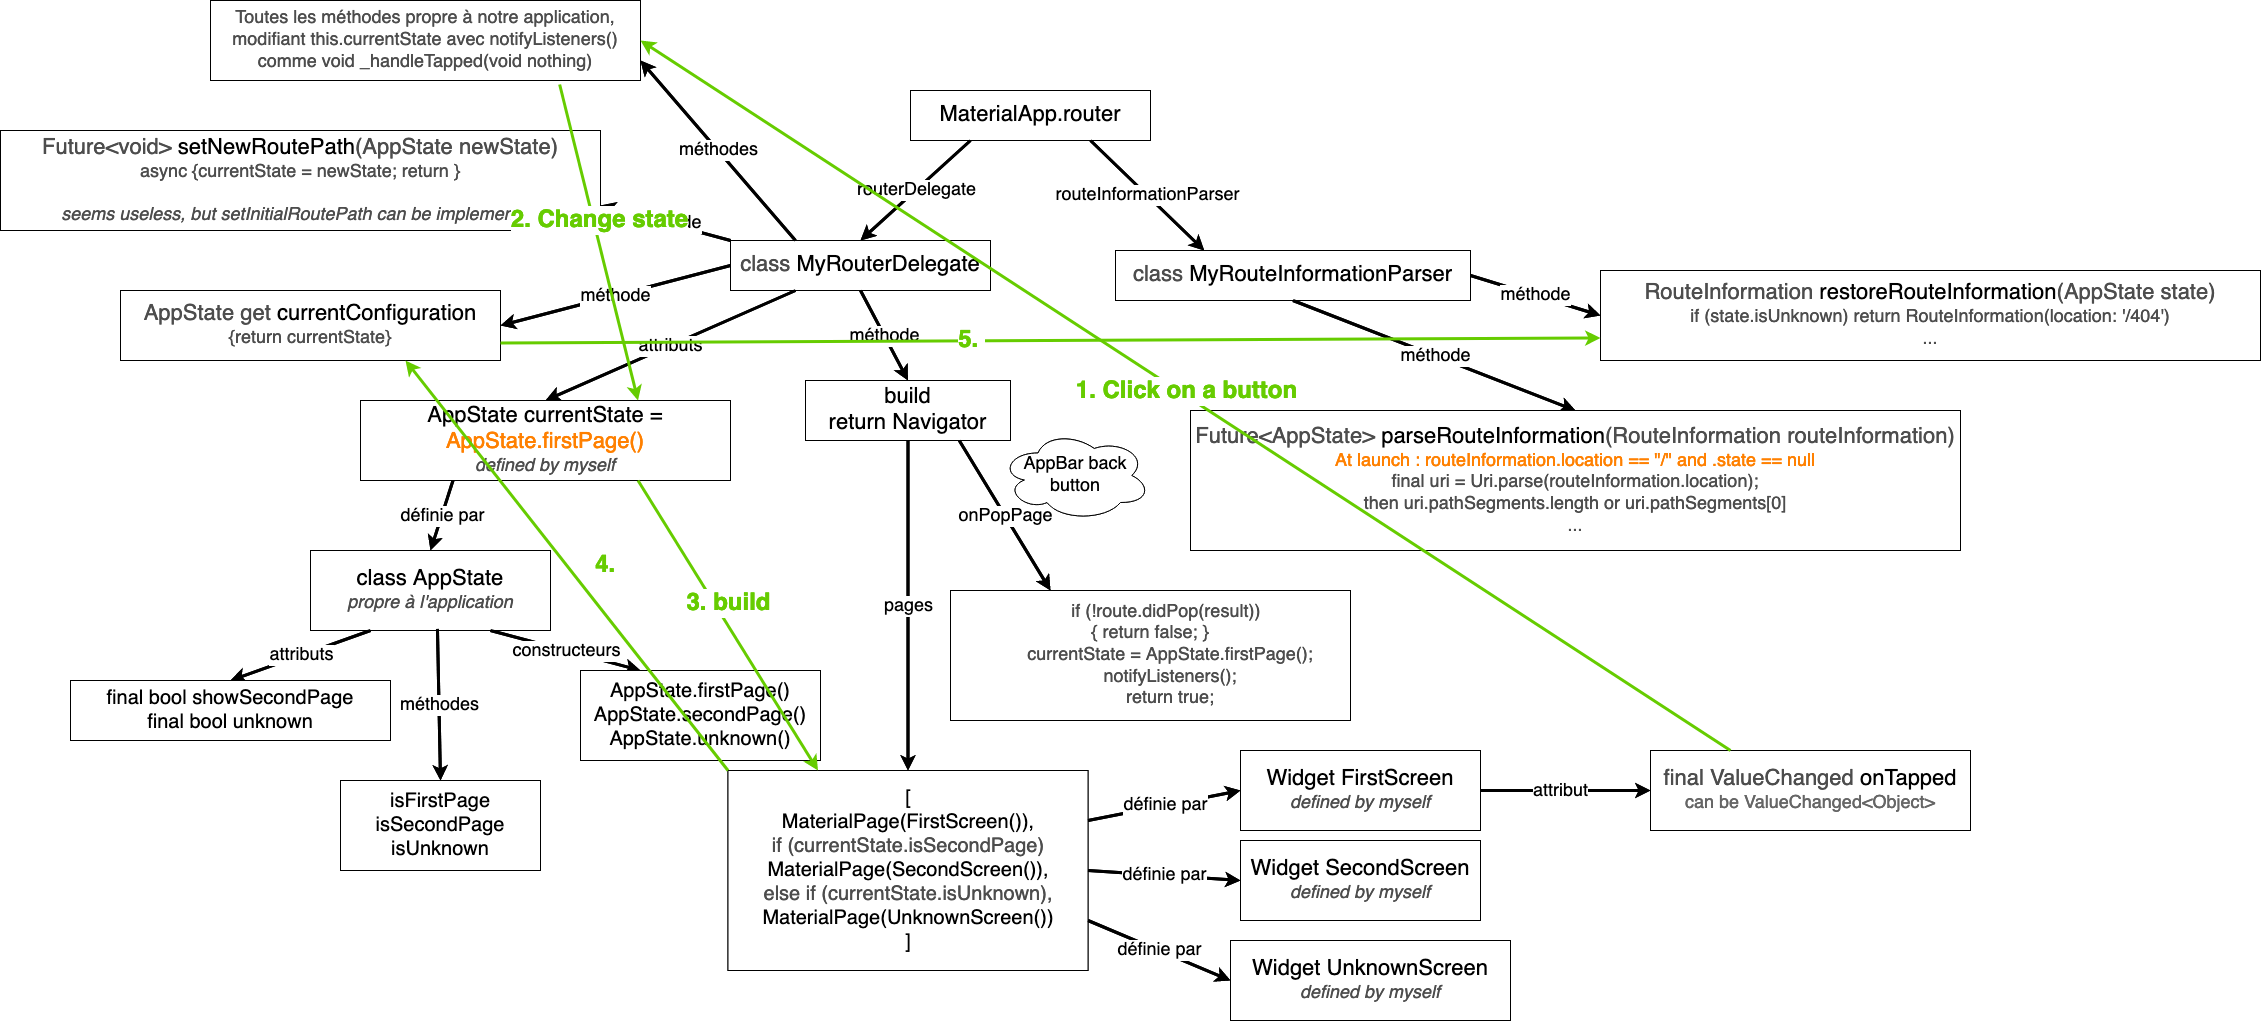 Toutes les méthodes propre à notre application,
modifiant this.currentState avec notifyListeners()
comme void _handleTapped(void nothing)
MaterialApp.router
Future<void> setNewRoutePath(AppState newState)
async {currentState = newState; return }
seems useless, but setInitialRoutePath can be implemen
méthodes
routerDelegate
routeInformationParser
2. Change state
de
class MyRouterDelegate
class MyRouteInformationParser
méthode
méthode
RouteInformation restoreRouteInformation(AppState state)
if (state.isUnknown) return RouteInformation(location: '/404')
...
AppState get currentConfiguration
{return currentState}
attributs
méthode
5.
méthode
1. Click on a button
AppState currentState =
AppState.firstPage()
defined by myself
build
return Navigator
Future<AppState> parseRouteInformation(RouteInformation routeInformation)
At launch : routeInformation.location == "/" and .state == null
final uri = Uri.parse(routeInformation.location);
then uri.pathSegments.length or uri.pathSegments[0]
...
AppBar back
button
onPopPage
définie par
4.
class AppState
propre à l'application
3. build
pages
if (!route.didPop(result))
{ return false; }
currentState = AppState.firstPage();
notifyListeners();
return true;
attributs
méthodes
constructeurs
final bool showSecondPage
final bool unknown
AppState.firstPage()
AppState.secondPage()
AppState.unknown()
isFirstPage
isSecondPage
isUnknown
[
MaterialPage(FirstScreen()),
if (currentState.isSecondPage)
MaterialPage(SecondScreen()),
else if (currentState.isUnknown),
MaterialPage(UnknownScreen())
]
définie par
Widget FirstScreen
defined by myself
attribut
final ValueChanged onTapped
can be ValueChanged<Object>
définie par
Widget SecondScreen
defined by myself
définie par
Widget UnknownScreen
defined by myself